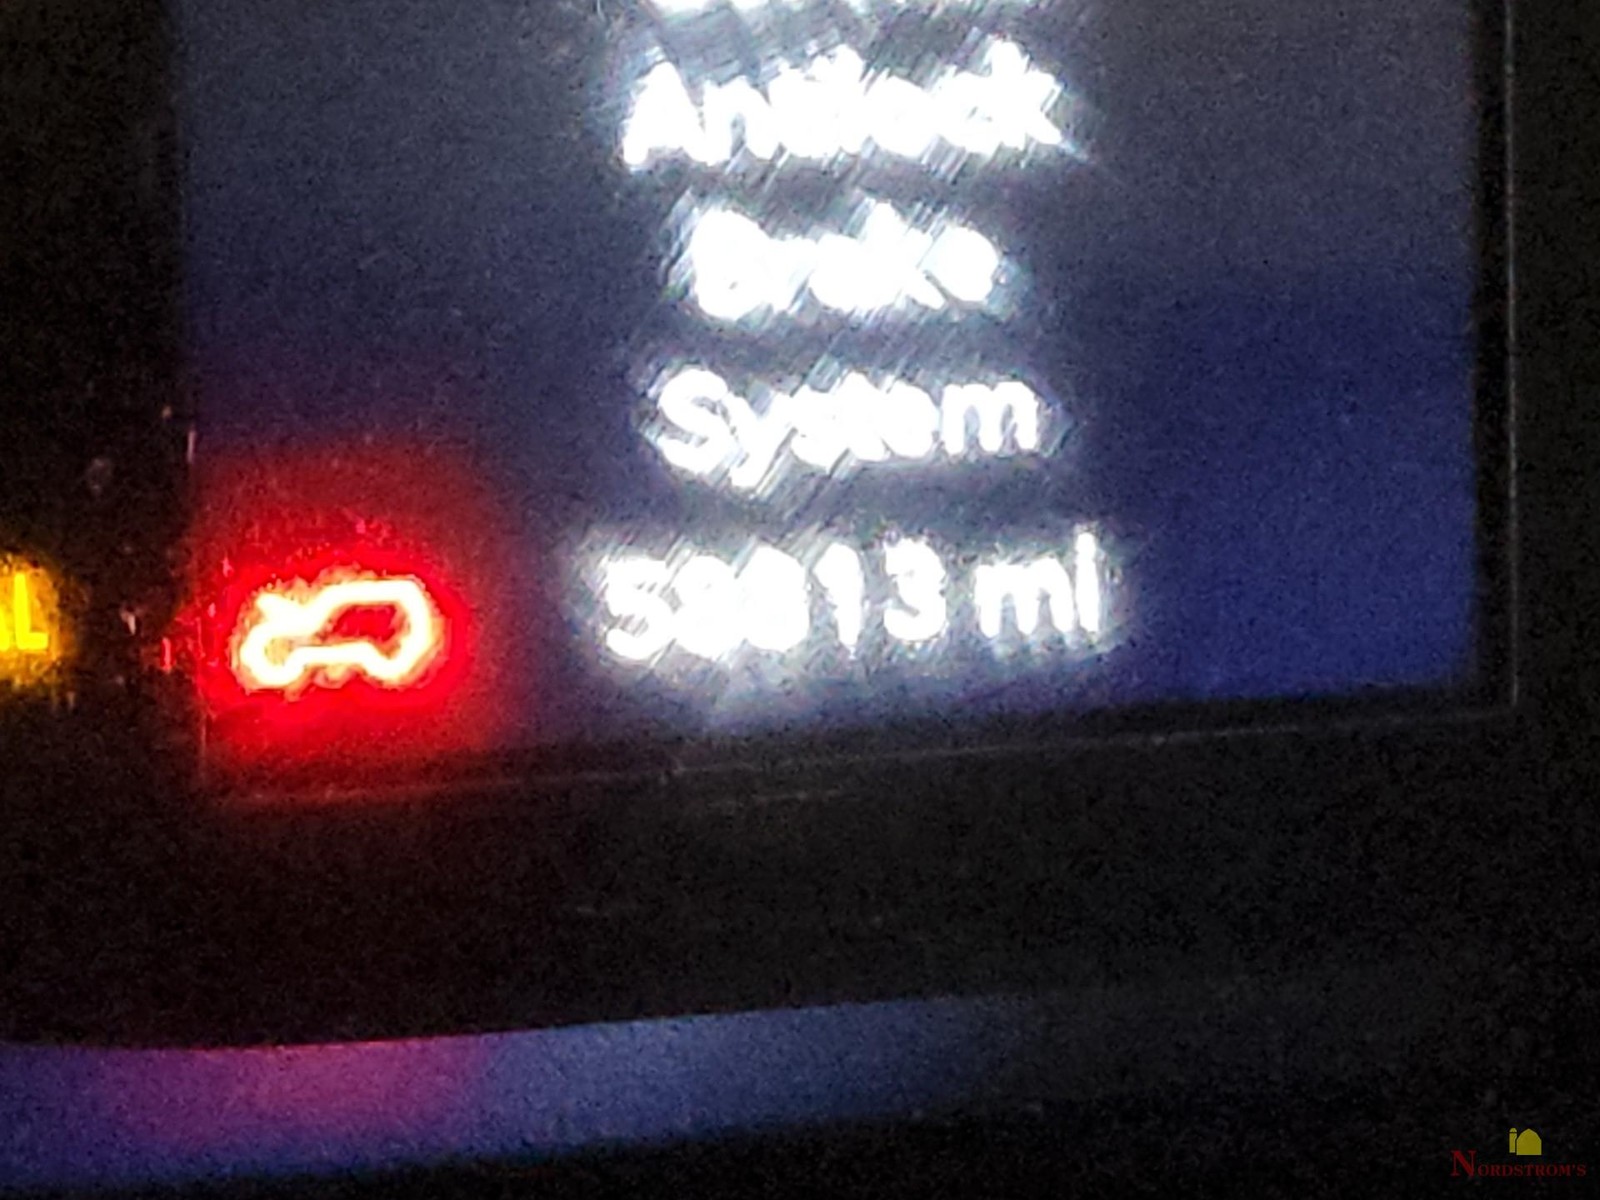 Antilock
Brake
System
mi
NORDSTROM'S